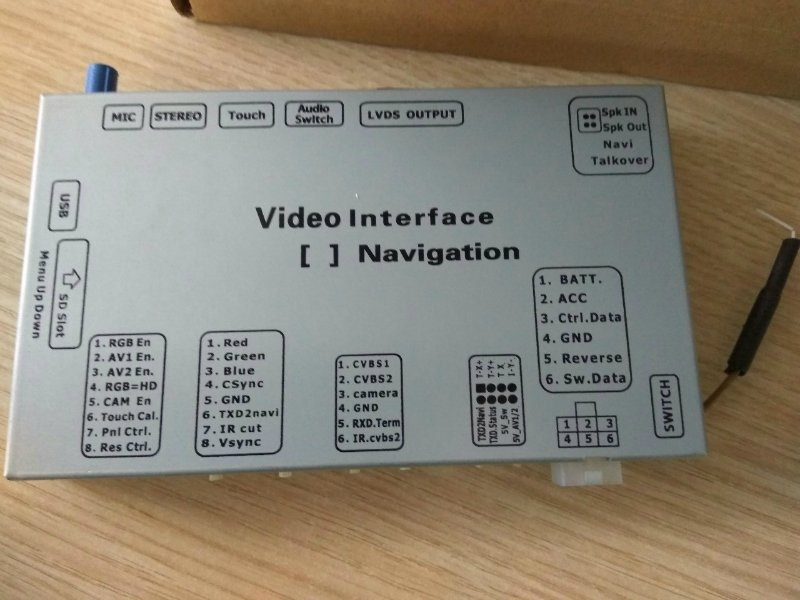 MIC
STEREO
Touch
Audio
Switch
LVDS OUTPUT
Spk IN
Spk Out
Navi
Talkover
USB
SD Slot
Menu Up Down
Video Interface
[ ] Navigation
1. BATT.
2. ACC
3. Ctrl.Data
4. GND
5. Reverse
6. Sw.Data
1. RGB En
2. AV1 En.
3. AV2 En.
4. RGB=HD
5. CAM En
6. Touch Cal.
7. Pnl Ctrl.
8. Res Ctrl.
1. Red
2. Green
3. Blue
4. CSync
5. GND
6. TXD2navi
7. IR cut
8. Vsync
1. CVBS1
2. CVBS2
3. camera
4. GND
5. RXD.Term
6. IR.cvbs2
T-X+
T-Y+
T X
I-Y-
TXD2Navi
TXD.Status
5V_Sw
5V_AV1/2
1 2 3
4 5 6
SWITCH